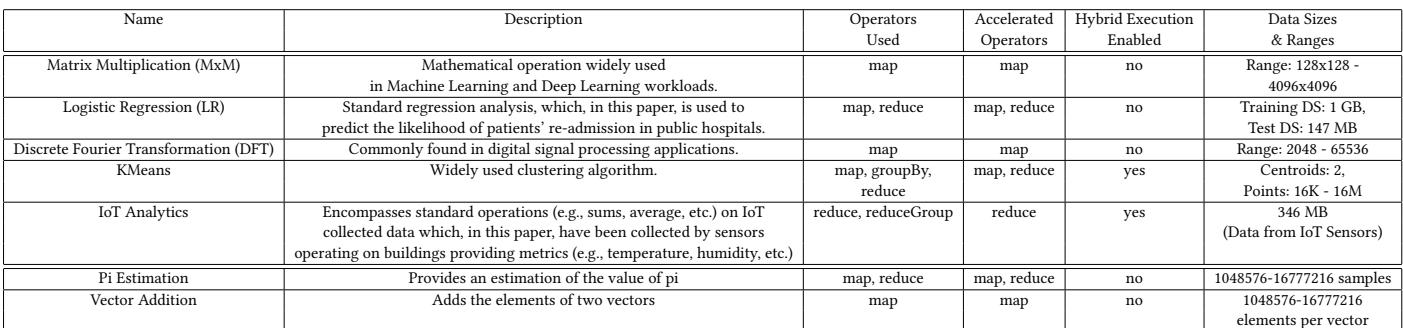 Name Description Operators Used Accelerated Operators Hybrid Execution Enabled Data Sizes & Ranges
Matrix Multiplication (MxM) Mathematical operation widely used in Machine Learning and Deep Learning workloads. map map no Range: 128x128 - 4096x4096
Logistic Regression (LR) Standard regression analysis, which, in this paper, is used to predict the likelihood of patients' re-admission in public hospitals. map, reduce map, reduce no Training DS: 1 GB, Test DS: 147 MB
Discrete Fourier Transformation (DFT) Commonly found in digital signal processing applications. map map no Range: 2048 - 65536
KMeans Widely used clustering algorithm. map, groupBy, reduce map, reduce yes Centroids: 2, Points: 16K - 16M
IoT Analytics Encompasses standard operations (e.g., sums, average, etc.) on IoT collected data which, in this paper, have been collected by sensors operating on buildings providing metrics (e.g., temperature, humidity, etc.) reduce, reduceGroup reduce yes 346 MB (Data from IoT Sensors)
Pi Estimation Provides an estimation of the value of pi map, reduce map, reduce no 1048576-16777216 samples
Vector Addition Adds the elements of two vectors map map no 1048576-16777216 elements per vector